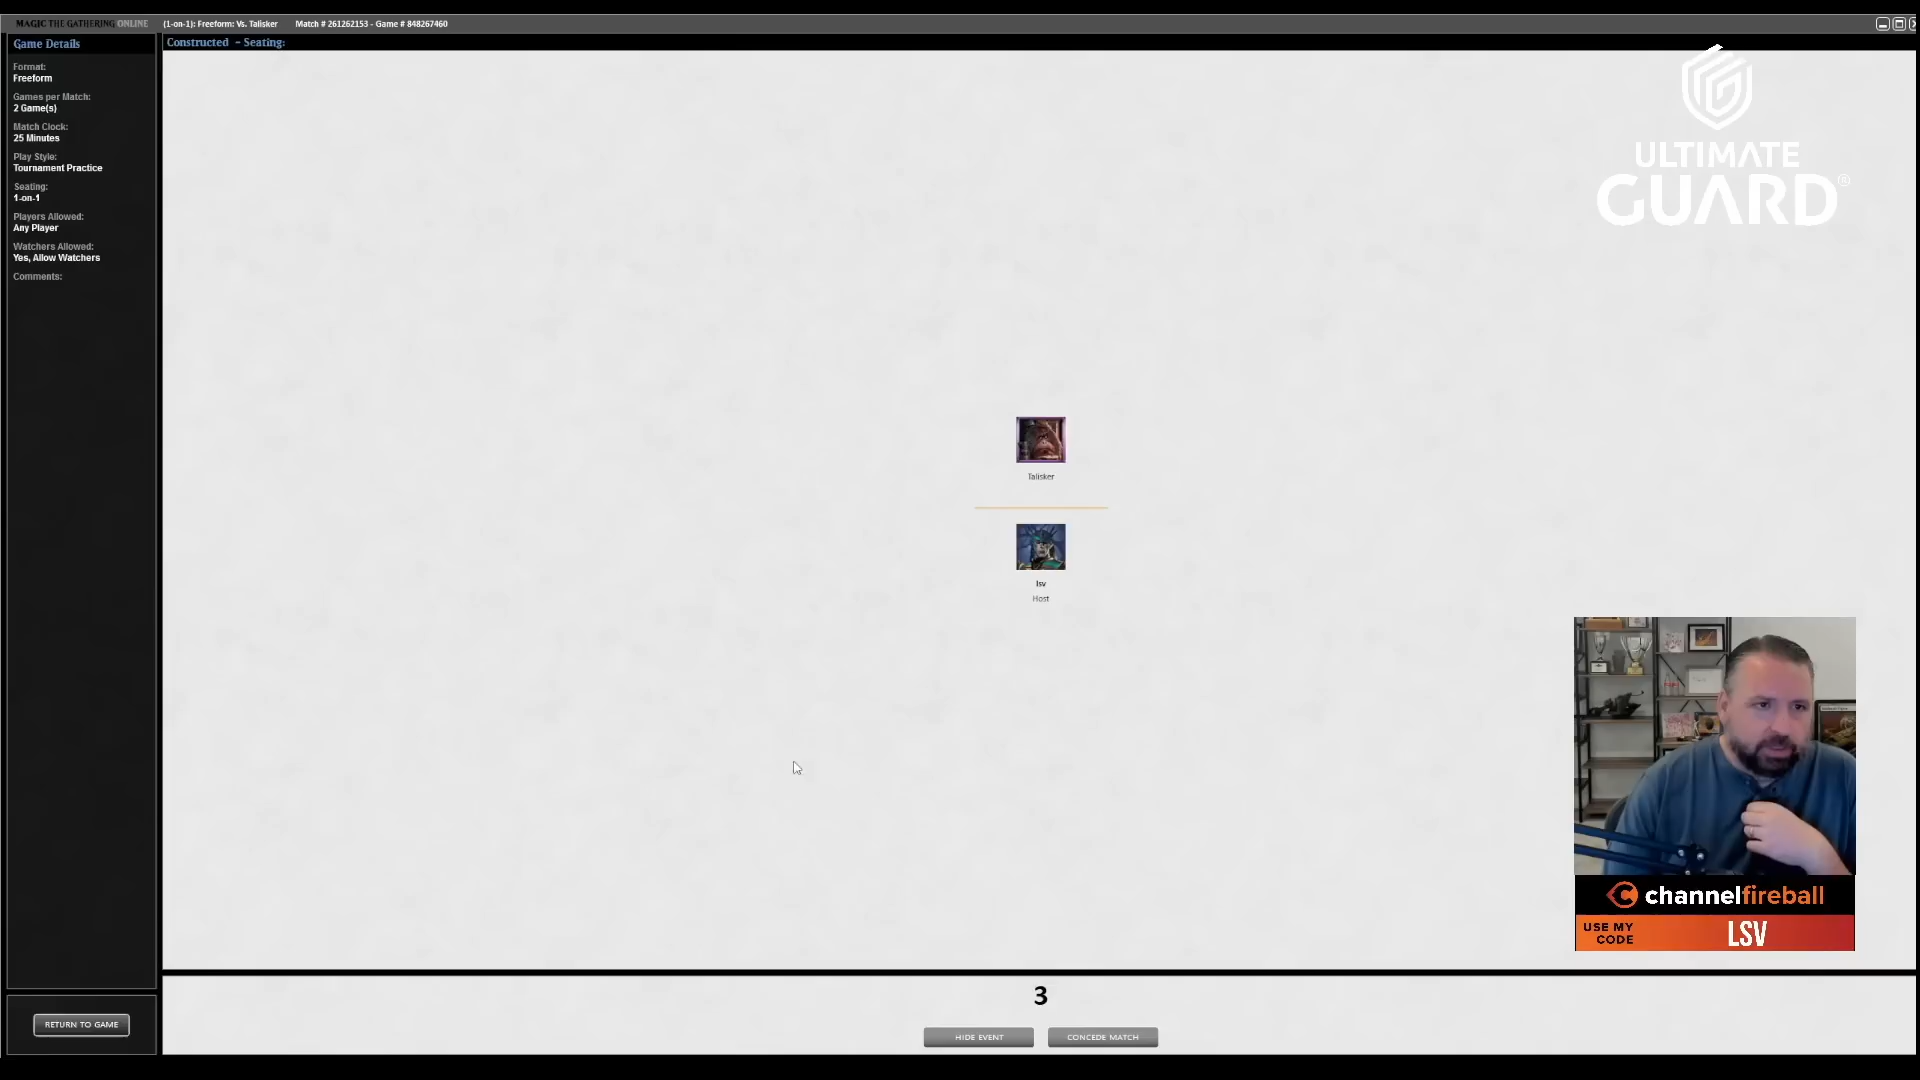 MAGIC THE GATHERING ONLINE (1-on-1): Freeform: Vs. Talisker Match # 261262153 - Game # 848267460
Game Details
Constructed - Seating:
Format:
Freeform
Games per Match:
2 Game(s)
Match Clock:
25 Minutes
Play Style:
Tournament Practice
Seating:
1-on-1
Players Allowed:
Any Player
Watchers Allowed:
Yes, Allow Watchers
Comments:
ULTIMATE
GUARD®
Talisker
lsv
Host
channelfireball
USE MY
CODE
LSV
3
RETURN TO GAME
HIDE EVENT
CONCEDE MATCH